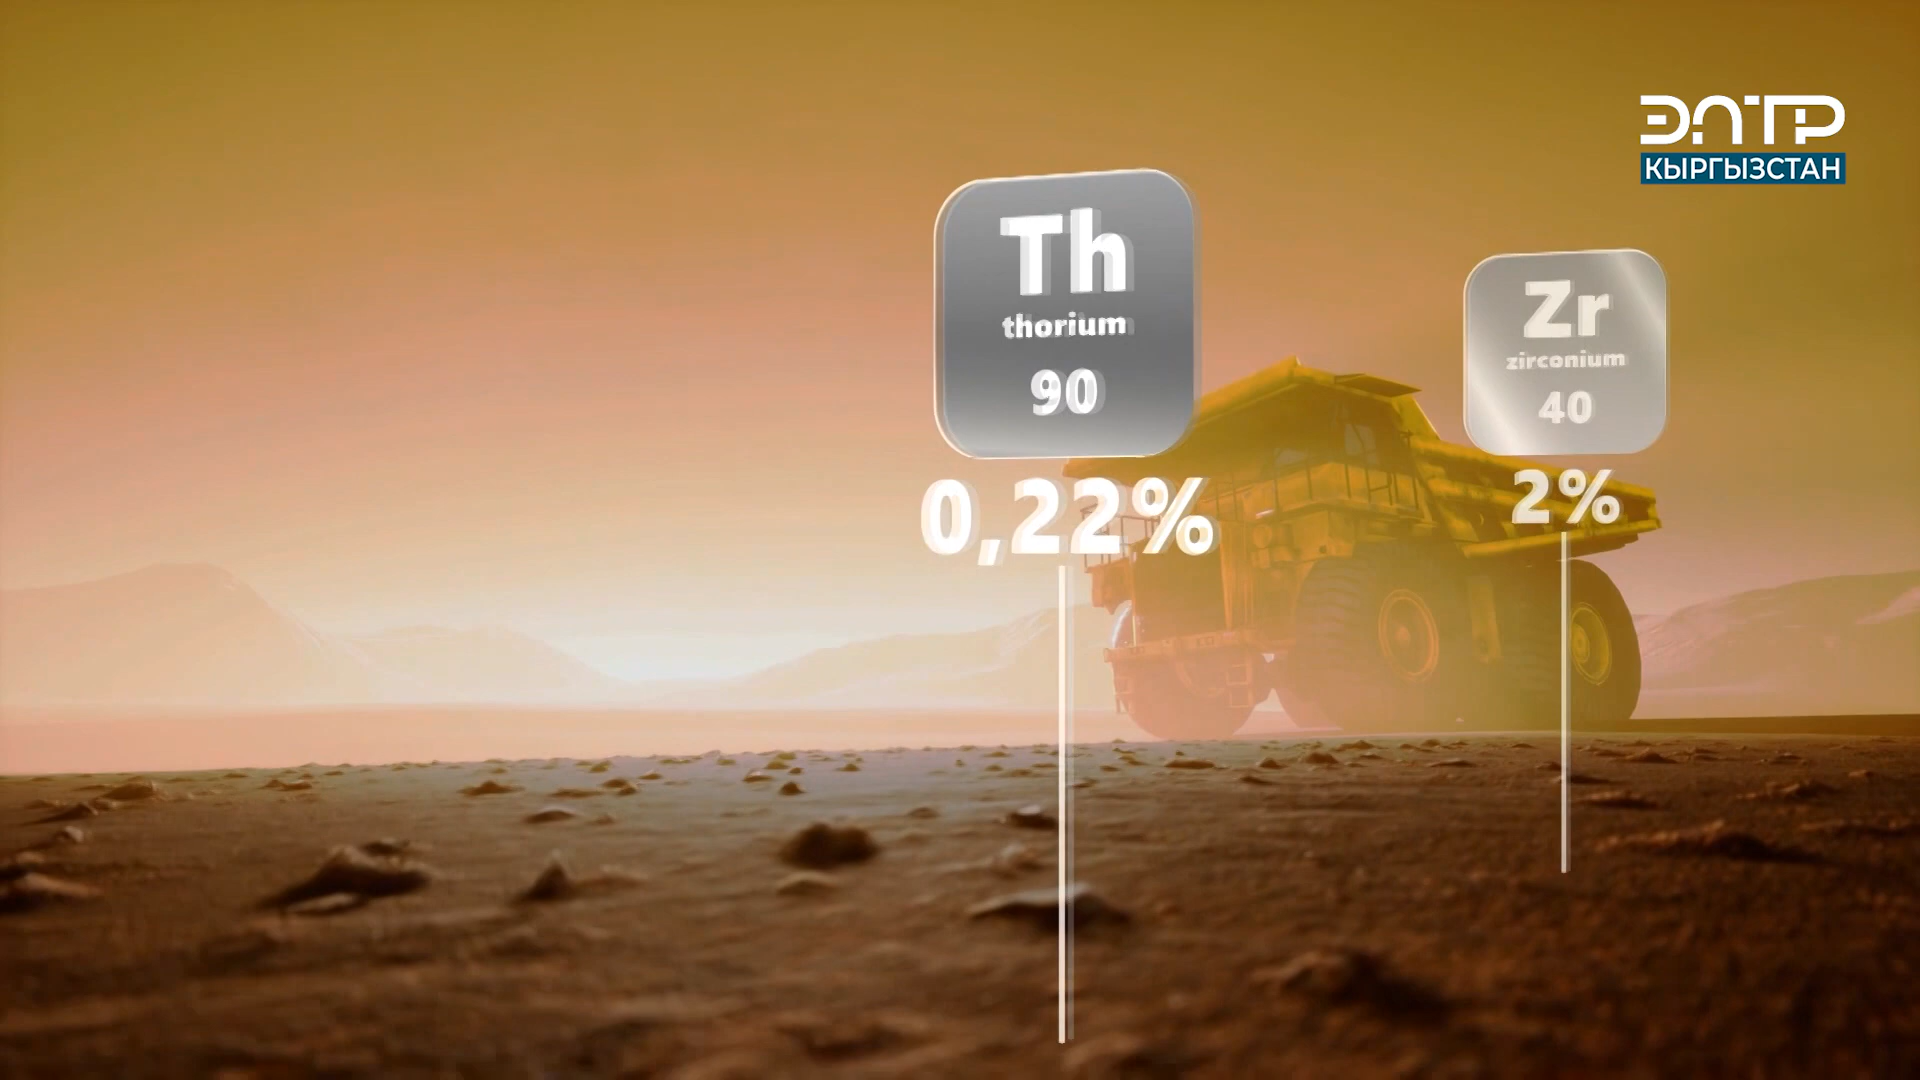 ЭЛТР
КЫРГЫЗСТАН
Th
thorium
90
0,22%
Zr
zirconium
40
2%